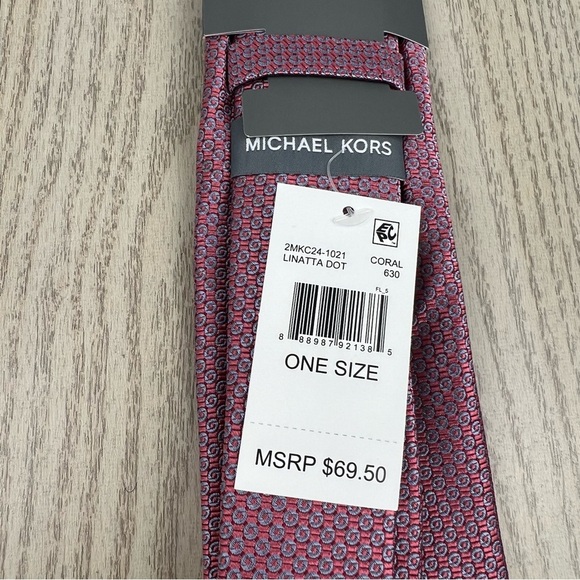 MICHAEL KORS
2MKC24-1021
LINATTA DOT
CORAL
630
FL_5
8 88987 92138 5
ONE SIZE
MSRP $69.50